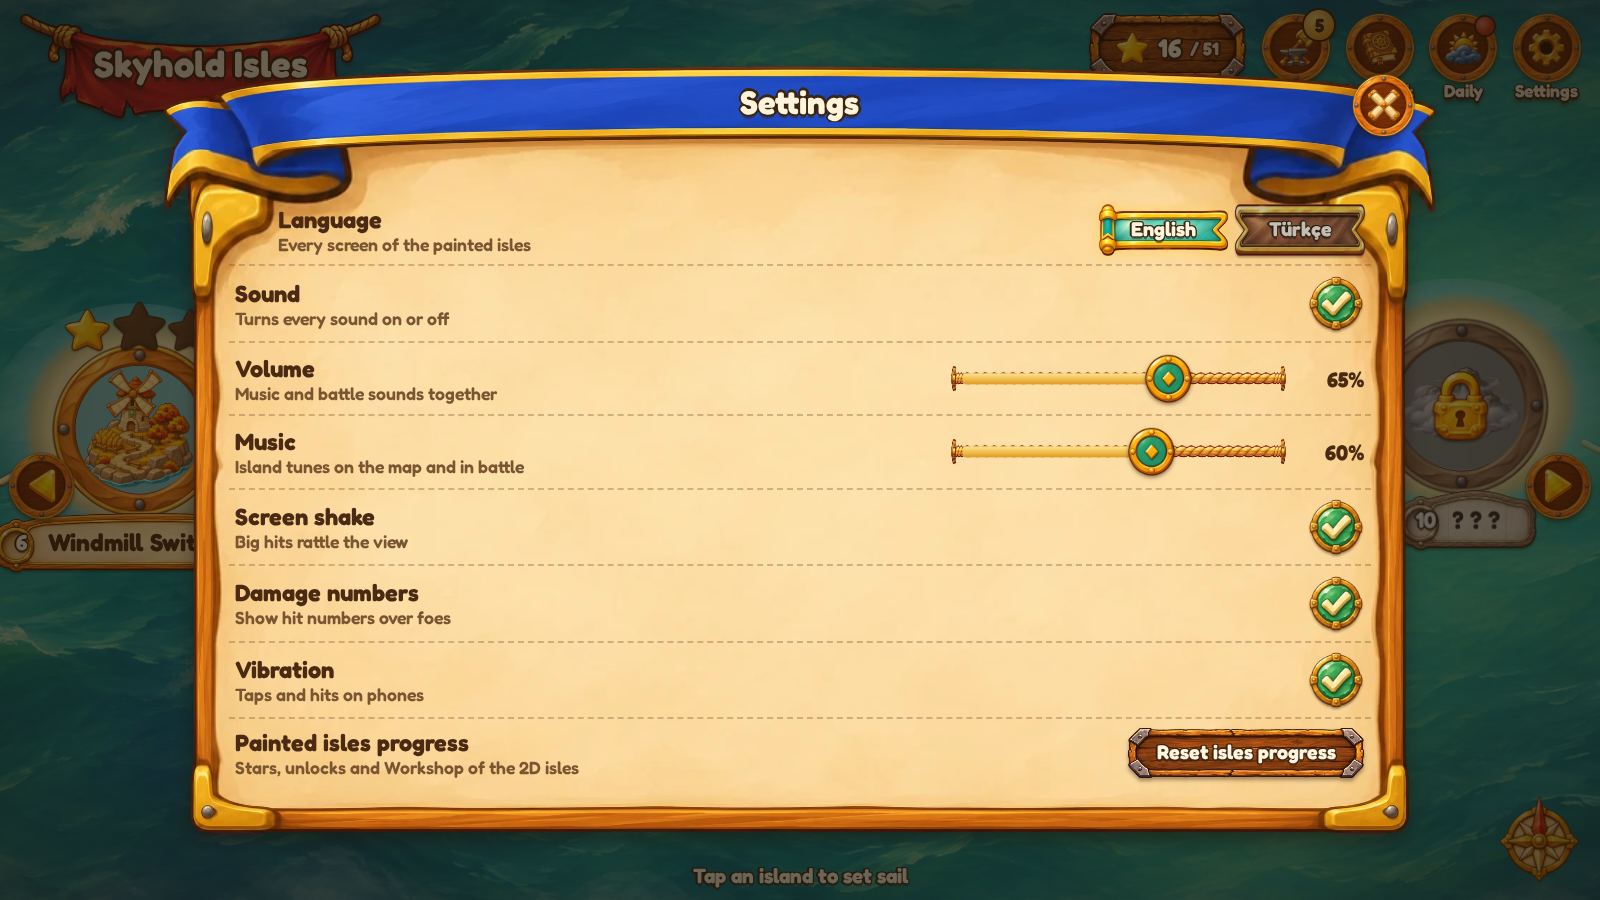 Skyhold Isles
16 / 51
5
Daily
Settings
Settings
Language
Every screen of the painted isles
English
Türkçe
Sound
Turns every sound on or off
Volume
Music and battle sounds together
65%
Music
Island tunes on the map and in battle
60%
Screen shake
Big hits rattle the view
Damage numbers
Show hit numbers over foes
Vibration
Taps and hits on phones
Painted isles progress
Stars, unlocks and Workshop of the 2D isles
Reset isles progress
6 Windmill Swit
10 ? ? ?
Tap an island to set sail